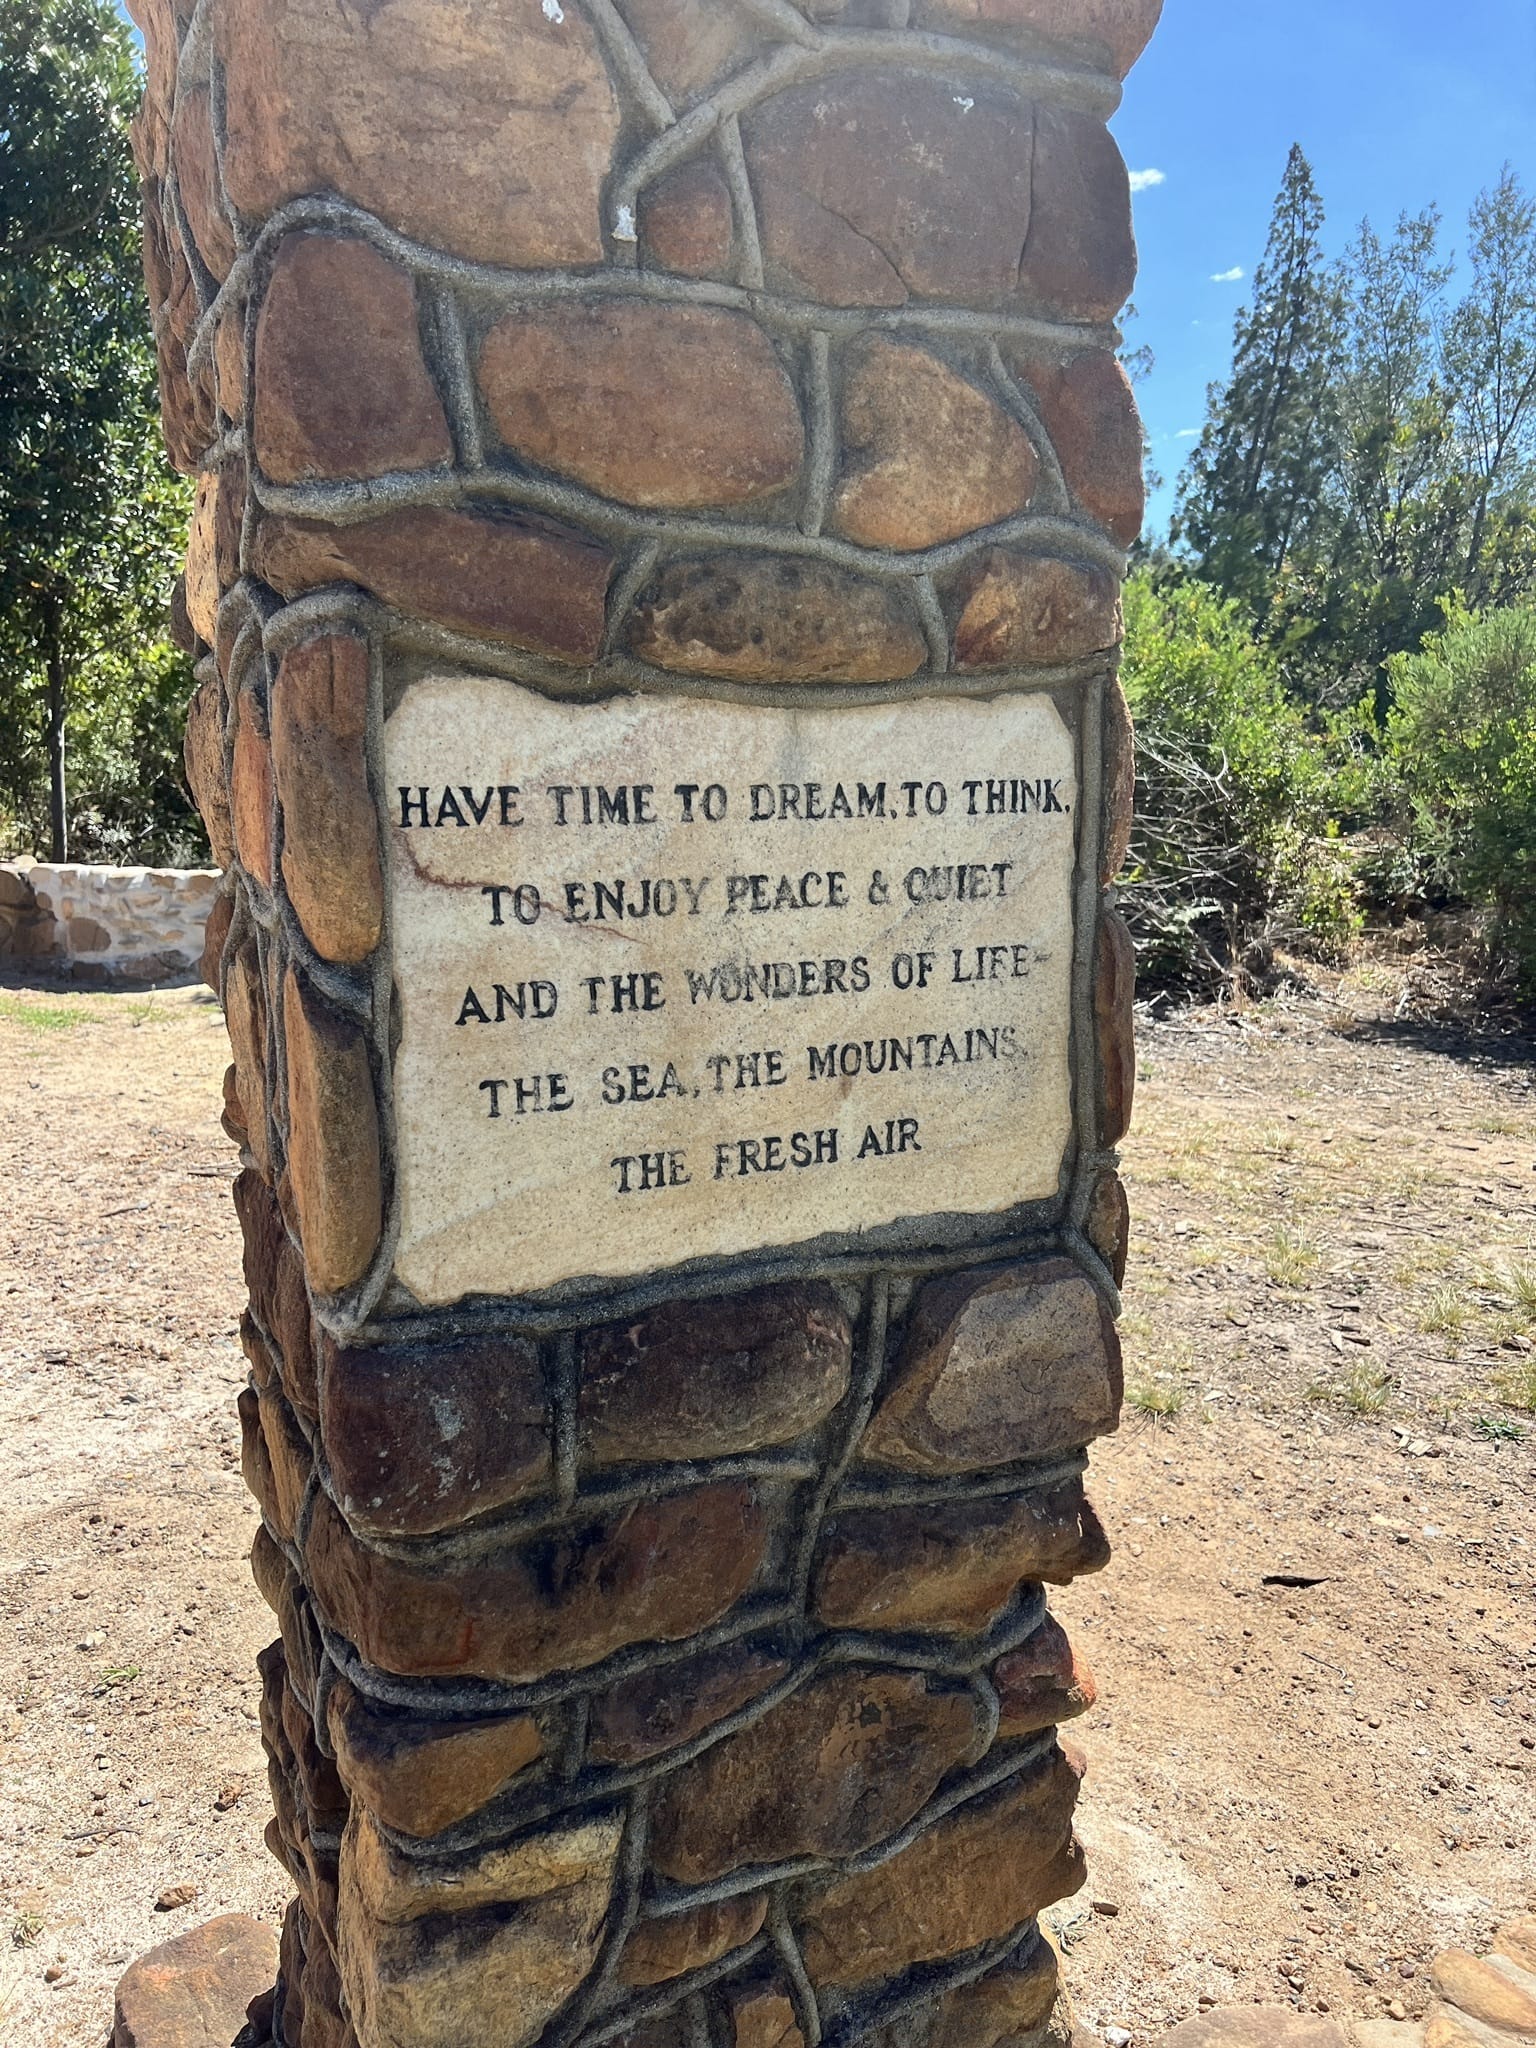 HAVE TIME TO DREAM, TO THINK,
TO ENJOY PEACE & QUIET
AND THE WONDERS OF LIFE-
THE SEA, THE MOUNTAINS,
THE FRESH AIR